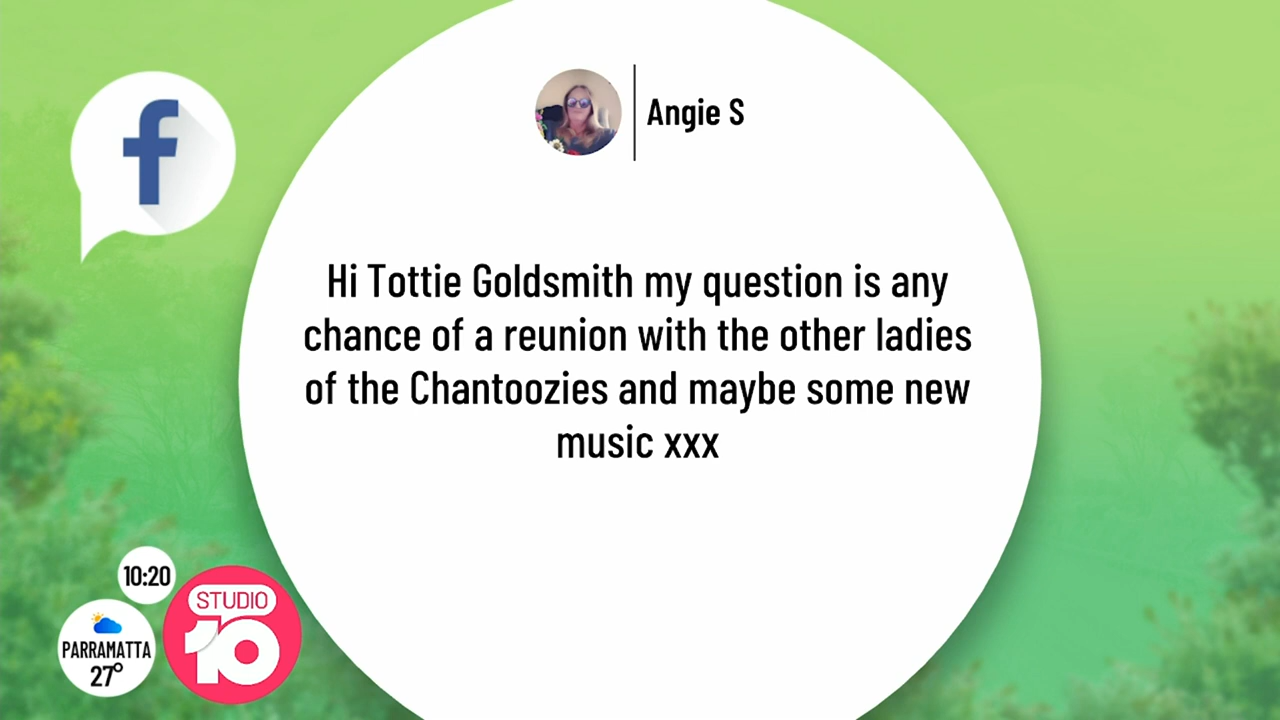 f
Angie S
Hi Tottie Goldsmith my question is any
chance of a reunion with the other ladies
of the Chantoozies and maybe some new
music xxx
10:20
PARRAMATTA
27°
STUDIO
10